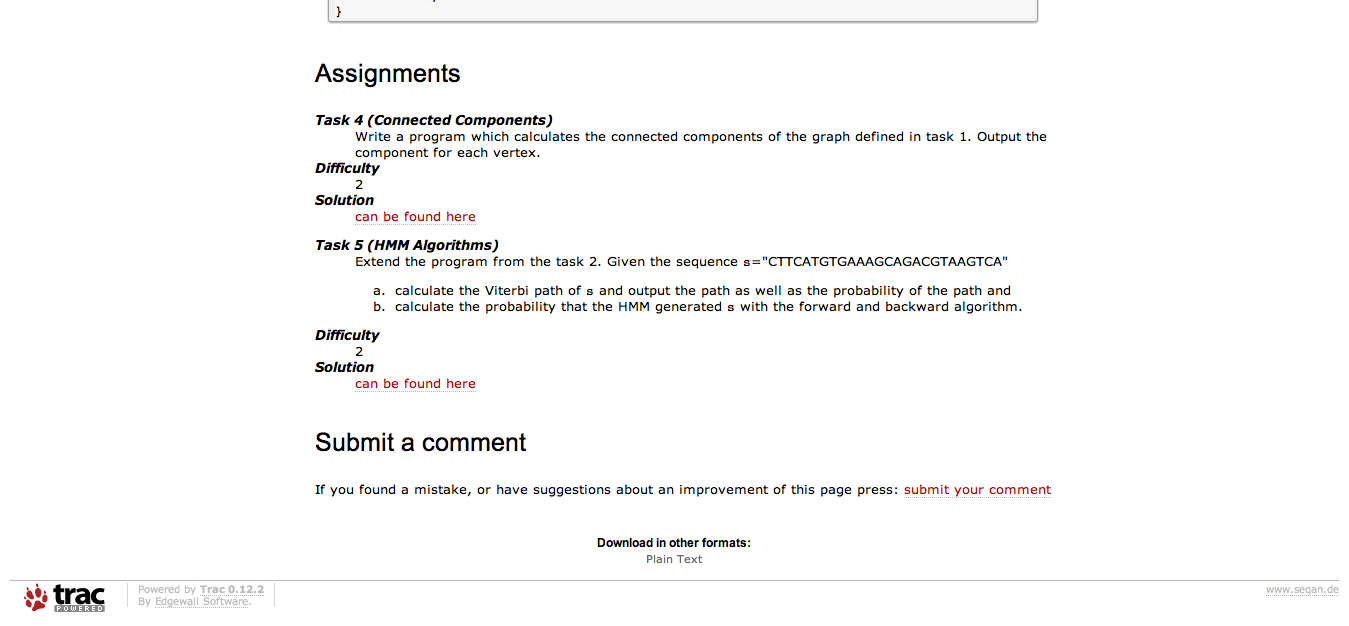 }
Assignments
Task 4 (Connected Components)
Write a program which calculates the connected components of the graph defined in task 1. Output the
component for each vertex.
Difficulty
2
Solution
can be found here
Task 5 (HMM Algorithms)
Extend the program from the task 2. Given the sequence s="CTTCATGTGAAAGCAGACGTAAGTCA"
a. calculate the Viterbi path of s and output the path as well as the probability of the path and
b. calculate the probability that the HMM generated s with the forward and backward algorithm.
Difficulty
2
Solution
can be found here
Submit a comment
If you found a mistake, or have suggestions about an improvement of this page press: submit your comment
Download in other formats:
Plain Text
trac
POWERED
Powered by Trac 0.12.2
By Edgewall Software.
www.seqan.de